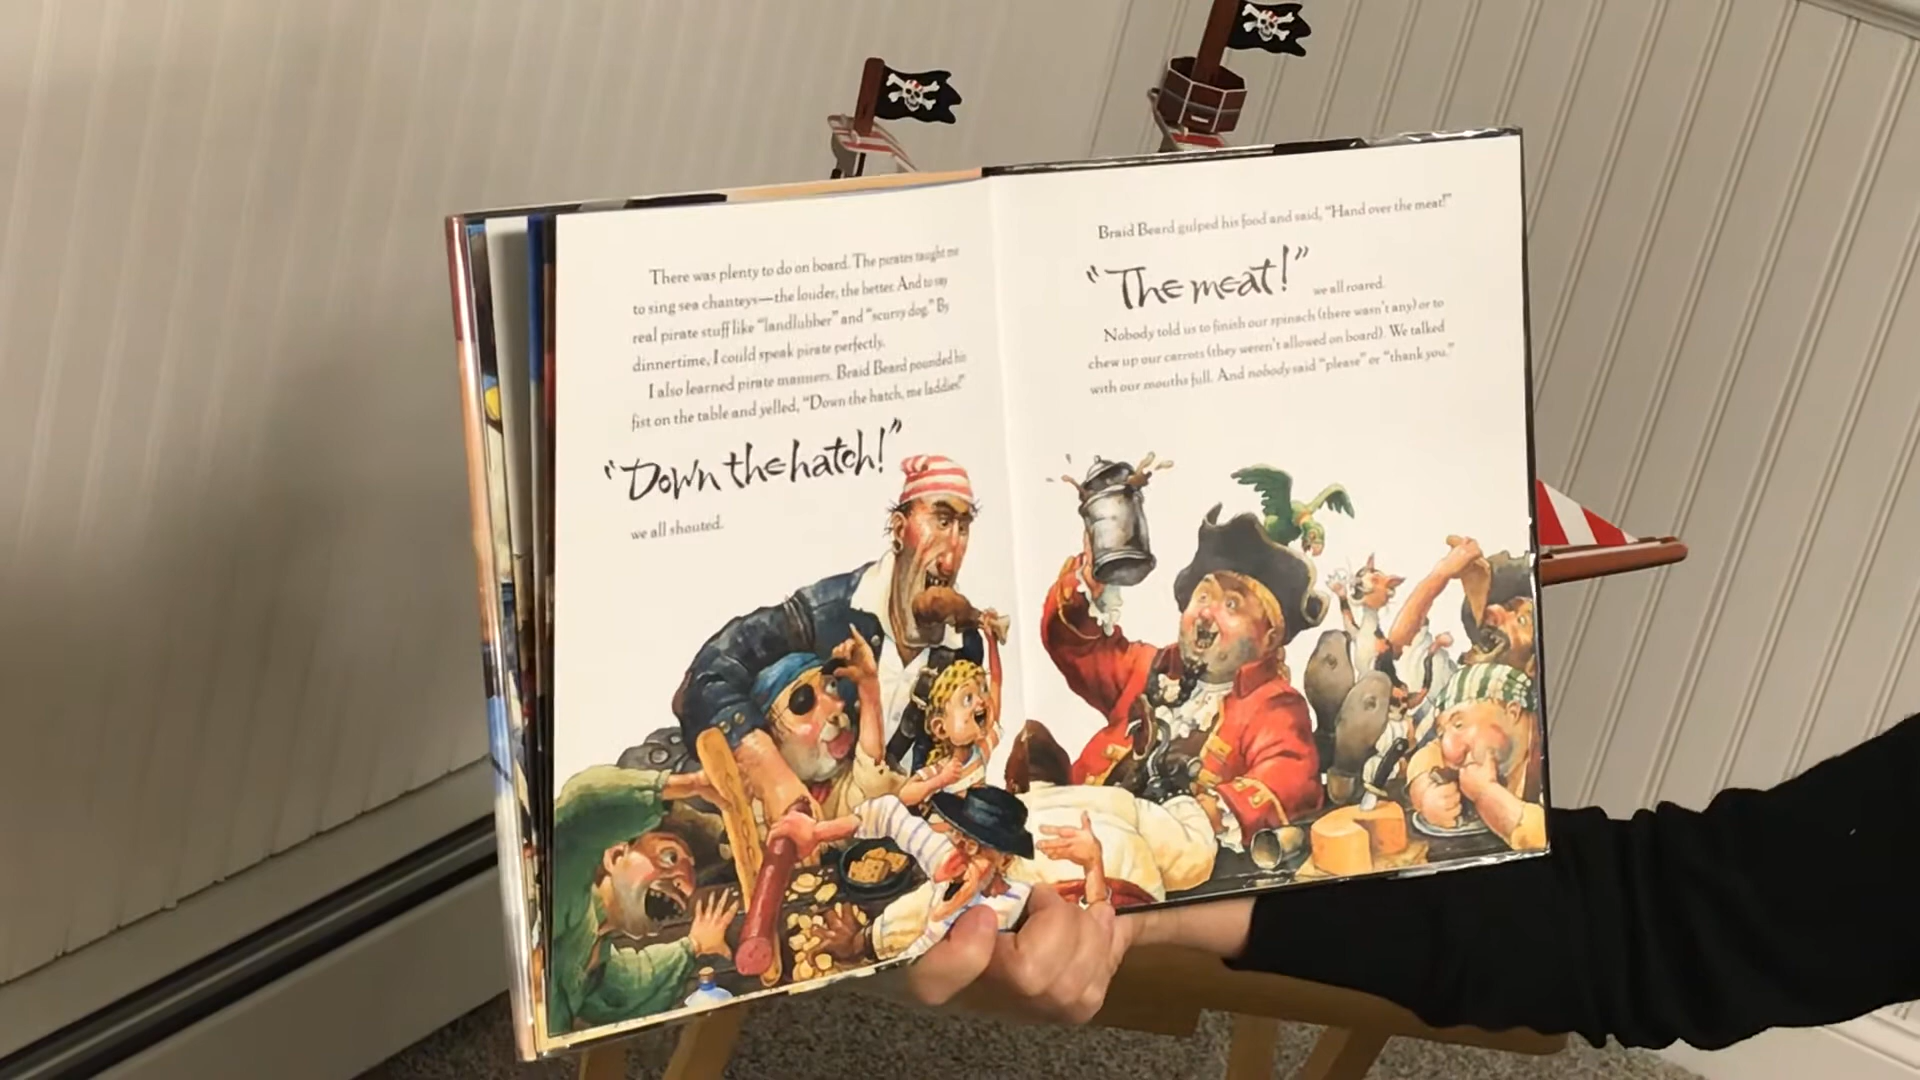 There was plenty to do on board. The pirates taught me
to sing sea chanteys—the louder, the better. And to say
real pirate stuff like “landlubber” and “scurvy dog.” By
dinnertime, I could speak pirate perfectly.
I also learned pirate manners. Braid Beard pounded his
fist on the table and yelled, “Down the hatch, me laddies!”
“Down the hatch!”
we all shouted.
Braid Beard gulped his food and said, “Hand over the meat!”
“The meat!” we all roared.
Nobody told us to finish our spinach (there wasn't any) or to
chew up our carrots (they weren't allowed on board). We talked
with our mouths full. And nobody said “please” or “thank you.”